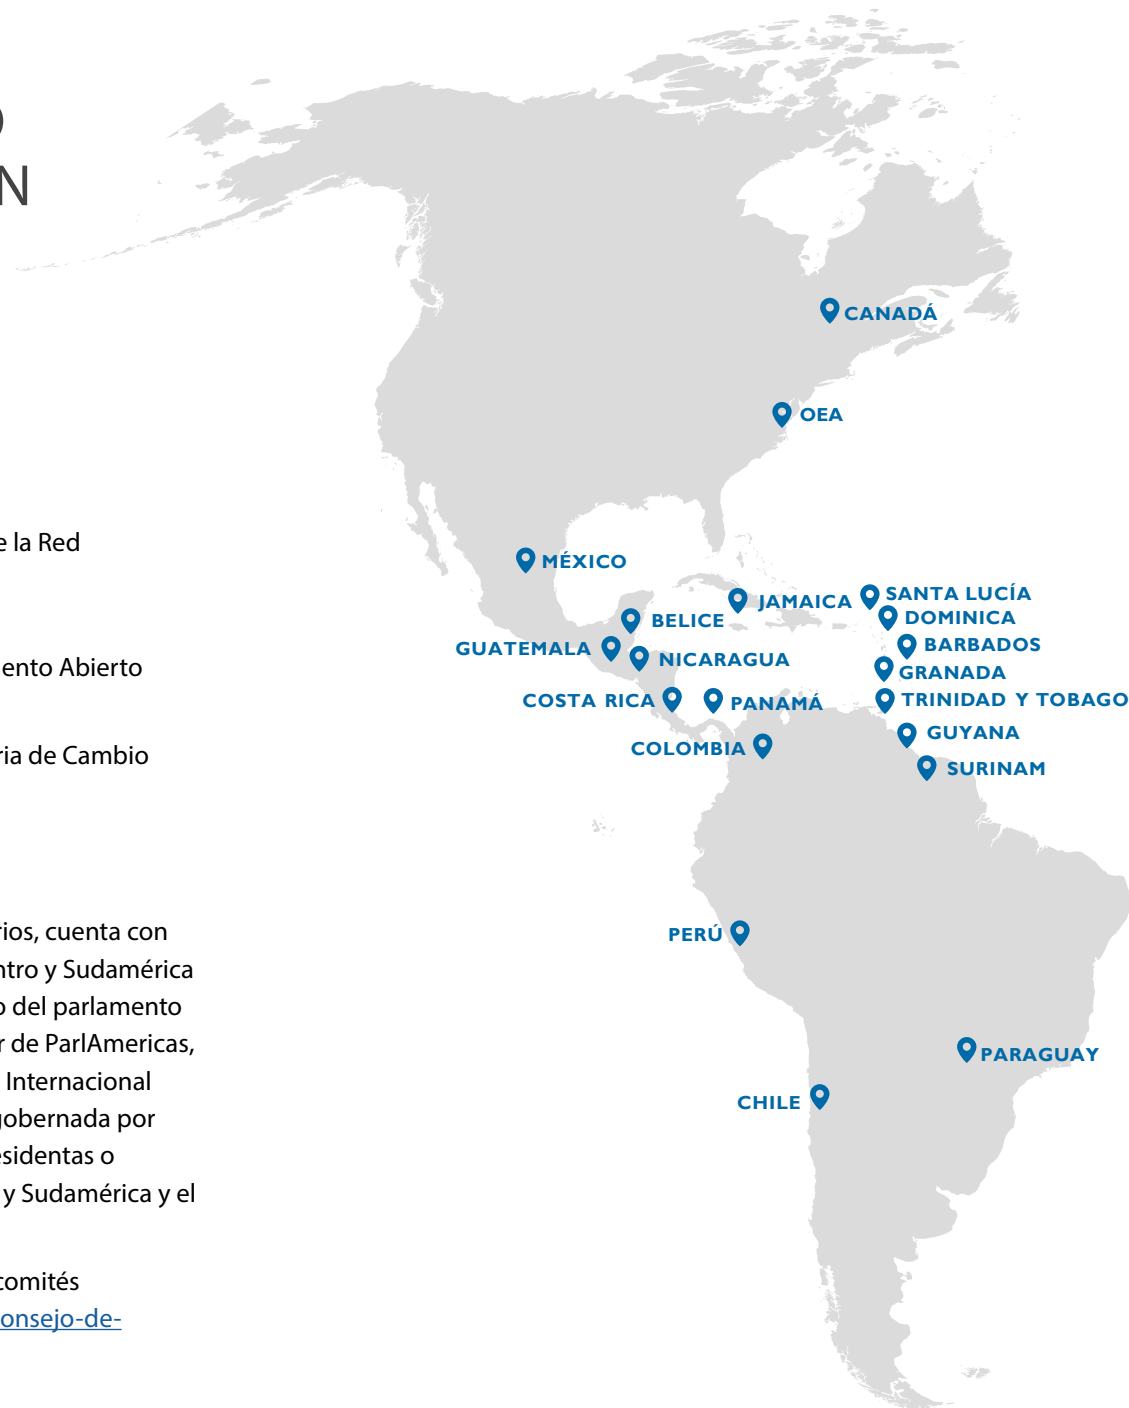 N
e la Red
ento Abierto
ria de Cambio
rios, cuenta con
ntro y Sudamérica
o del parlamento
r de ParlAmericas,
Internacional
gobernada por
esidentas o
y Sudamérica y el
comités
onsejo-de-
CANADÁ
OEA
MÉXICO
JAMAICA
SANTA LUCÍA
BELICE
DOMINICA
GUATEMALA
BARBADOS
NICARAGUA
GRANADA
COSTA RICA
PANAMÁ
TRINIDAD Y TOBAGO
COLOMBIA
GUYANA
SURINAM
PERÚ
PARAGUAY
CHILE